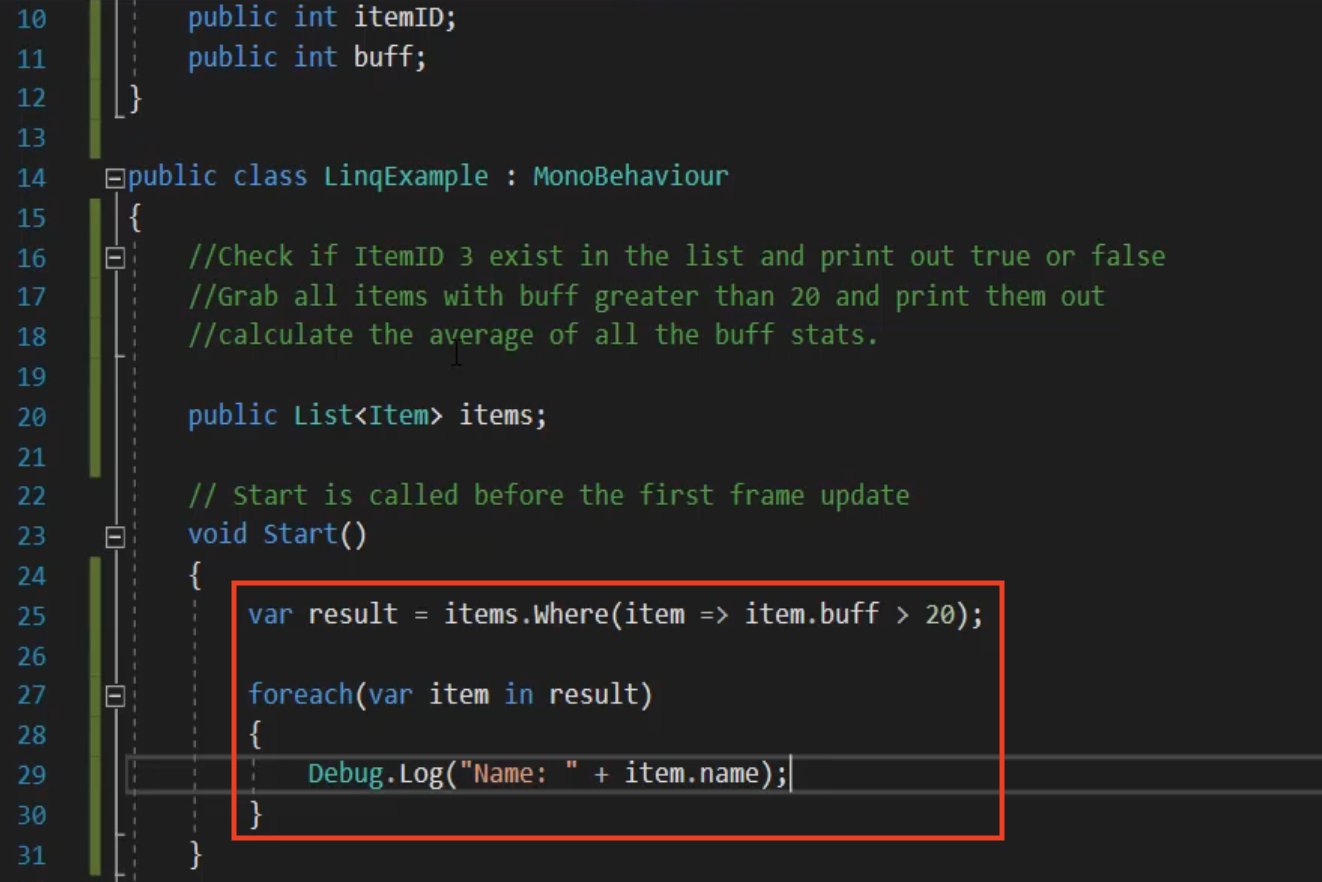 10 public int itemID;
11 public int buff;
12 }
13
14 public class LinqExample : MonoBehaviour
15 {
16 //Check if ItemID 3 exist in the list and print out true or false
17 //Grab all items with buff greater than 20 and print them out
18 //calculate the average of all the buff stats.
19
20 public List<Item> items;
21
22 // Start is called before the first frame update
23 void Start()
24 {
25 var result = items.Where(item => item.buff > 20);
26
27 foreach(var item in result)
28 {
29 Debug.Log("Name: " + item.name);
30 }
31 }